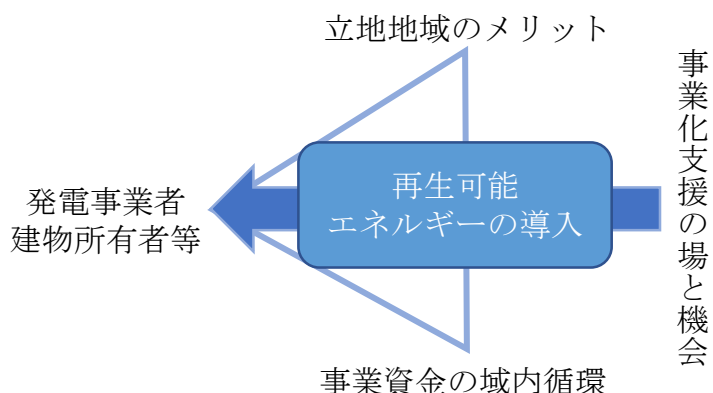 立地地域のメリット
事業化支援の場と機会
再生可能
エネルギーの導入
発電事業者
建物所有者等
事業資金の域内循環